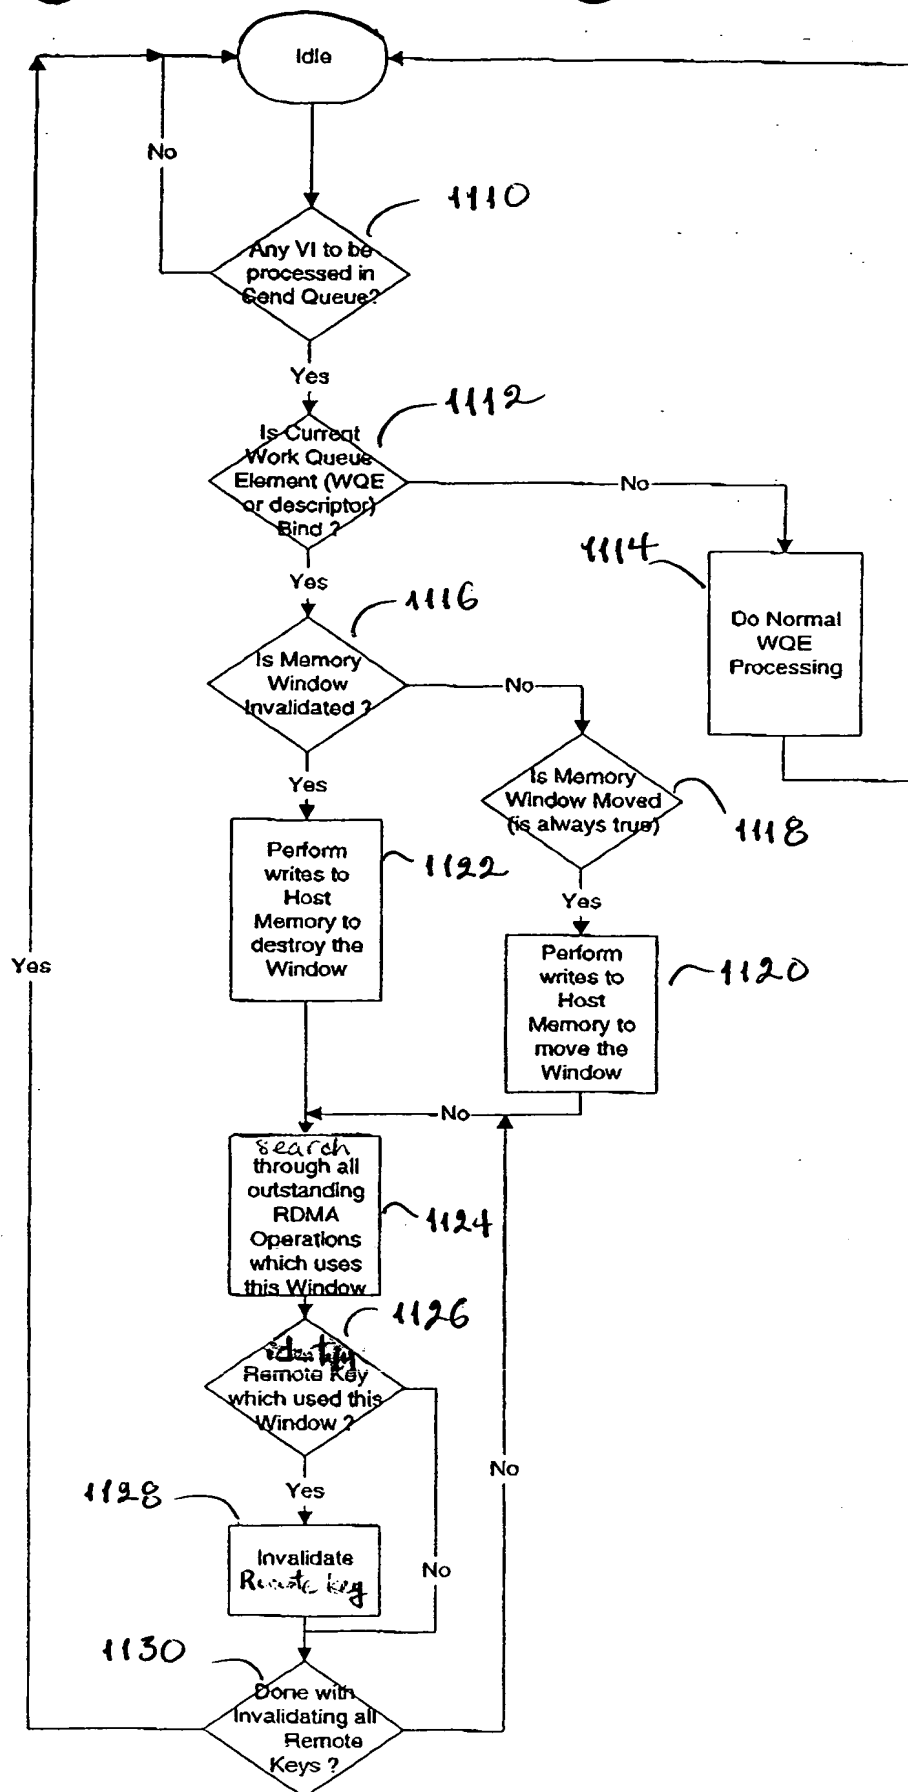 Idle
No
1110
Any VI to be
processed in
Send Queue?
Yes
1112
Is Current
Work Queue
Element (WQE
or descriptor)
Bind ?
No
1114
Do Normal
WQE
Processing
Yes
1116
Is Memory
Window
Invalidated ?
No
Yes
Is Memory
Window Moved
(is always true)
1118
Perform
writes to
Host
Memory to
destroy the
Window
1122
Yes
Perform
writes to
Host
Memory to
move the
Window
1120
Yes
No
search
through all
outstanding
RDMA
Operations
which uses
this Window
1124
1126
identify
Remote Key
which used this
Window ?
No
Yes
1128
Invalidate
Remote key
No
1130
Done with
Invalidating all
Remote
Keys ?